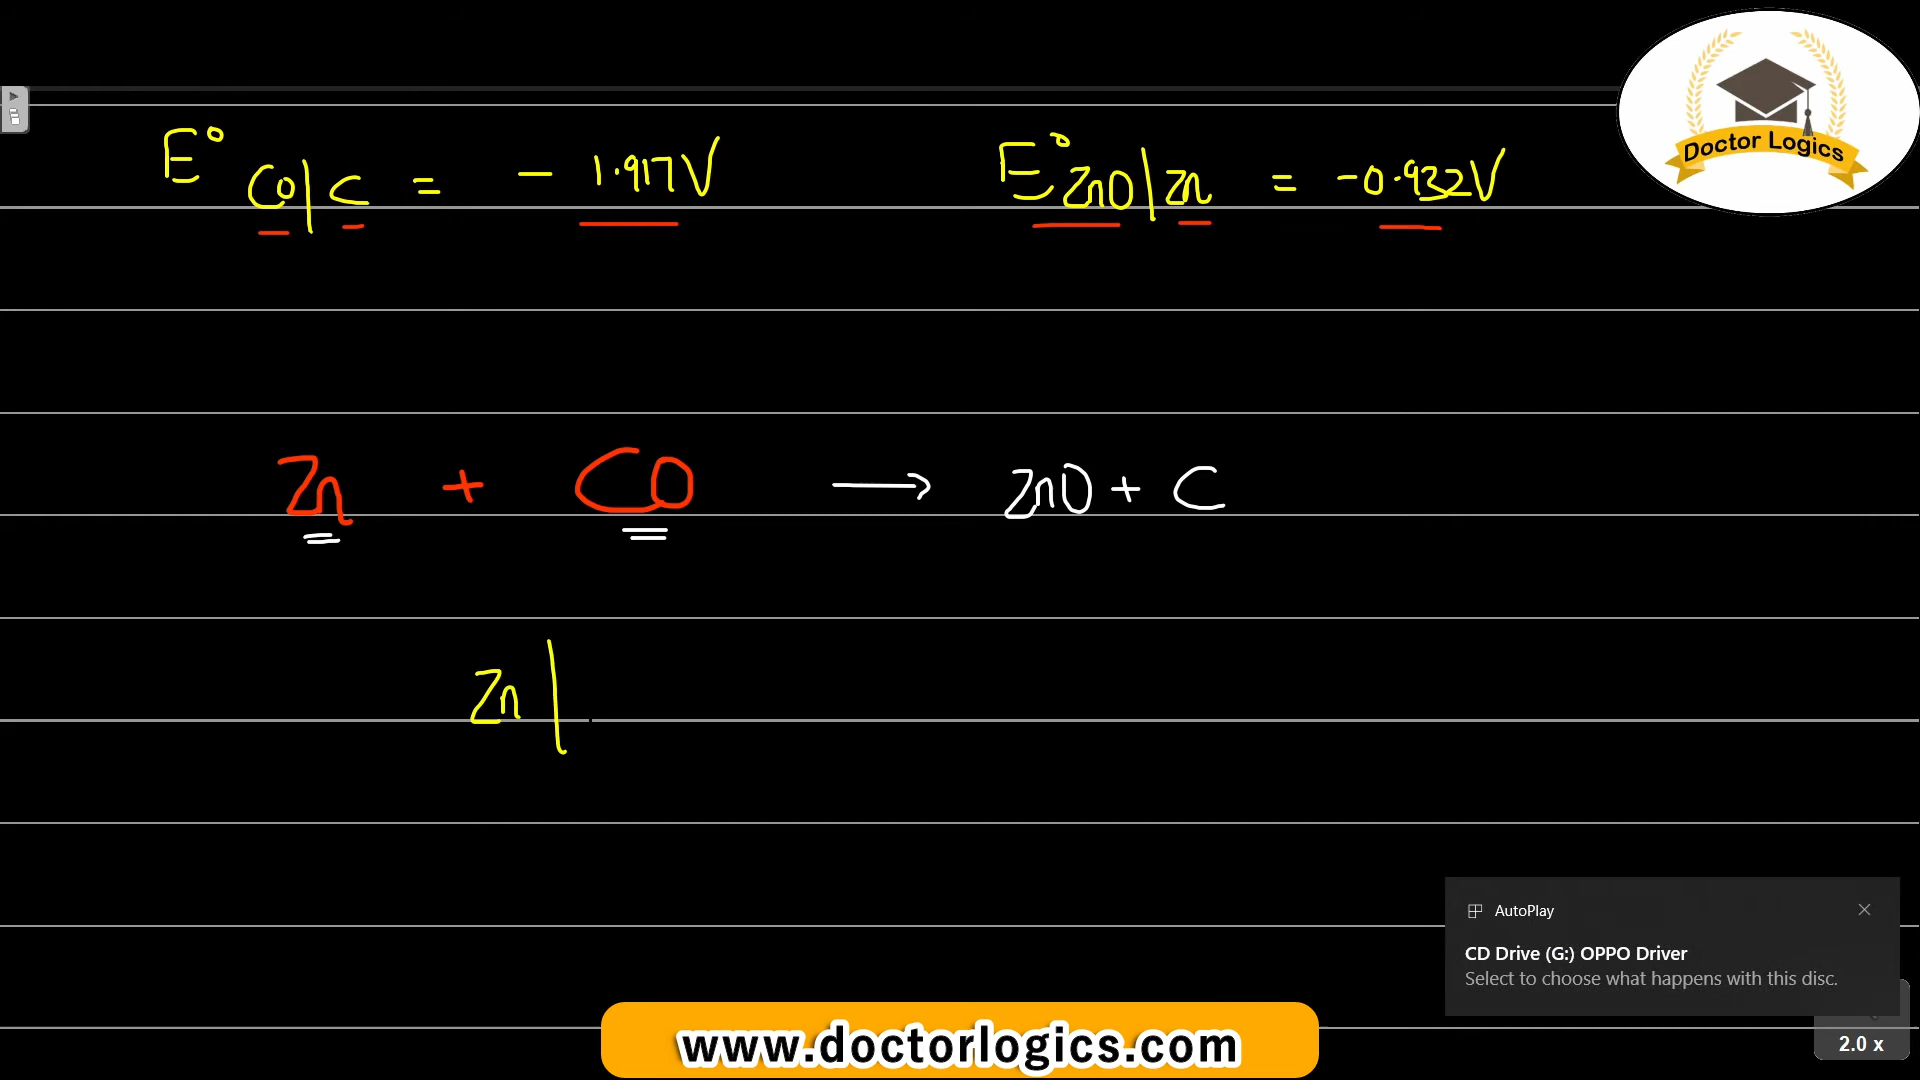 E° CO|C = - 1.917V
E° ZnO|Zn = -0.932V
Doctor Logics
Zn + CO → ZnO + C
Zn |
AutoPlay
CD Drive (G:) OPPO Driver
Select to choose what happens with this disc.
2.0 x
www.doctorlogics.com